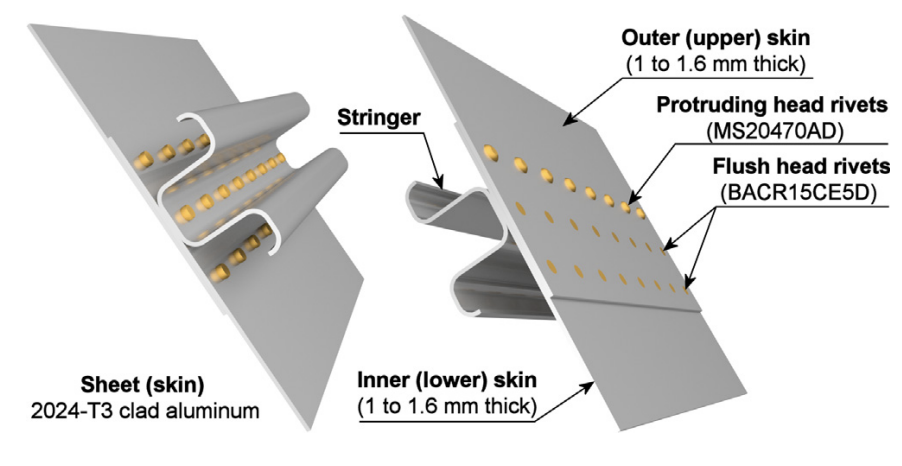 Outer (upper) skin
(1 to 1.6 mm thick)
Protruding head rivets
(MS20470AD)
Stringer
Flush head rivets
(BACR15CE5D)
Sheet (skin)
2024-T3 clad aluminum
Inner (lower) skin
(1 to 1.6 mm thick)